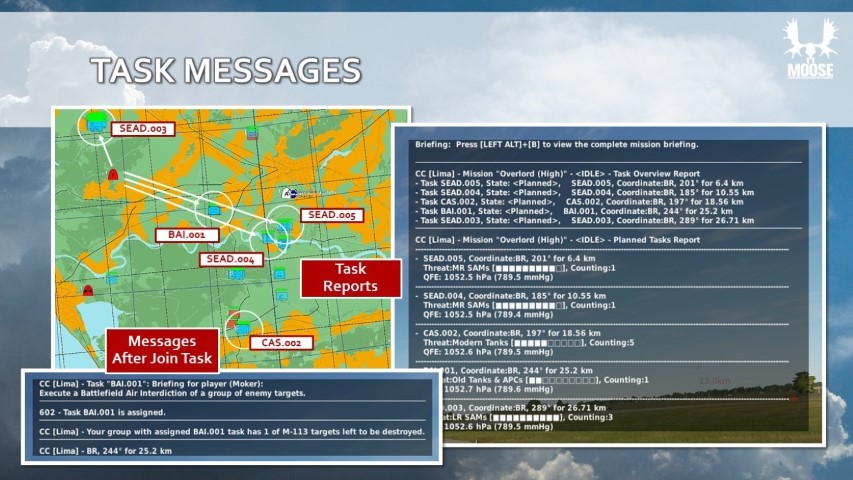 TASK MESSAGES
MOOSE
SEAD.003
SEAD.005
BAI.001
SEAD.004
CAS.002
Task
Reports
Messages
After Join Task
Briefing: Press [LEFT ALT]+[B] to view the complete mission briefing.
CC [Lima] - Mission "Overlord (High)" - <IDLE> - Task Overview Report
- Task SEAD.005, State: <Planned>, SEAD.005, Coordinate:BR, 201° for 6.4 km
- Task SEAD.004, State: <Planned>, SEAD.004, Coordinate:BR, 185° for 10.55 km
- Task CAS.002, State: <Planned>, CAS.002, Coordinate:BR, 197° for 18.56 km
- Task BAI.001, State: <Planned>, BAI.001, Coordinate:BR, 244° for 25.2 km
- Task SEAD.003, State: <Planned>, SEAD.003, Coordinate:BR, 289° for 26.71 km
CC [Lima] - Mission "Overlord (High)" - <IDLE> - Planned Tasks Report
- SEAD.005, Coordinate:BR, 201° for 6.4 km
Threat:MR SAMs [■■■■■■■■■□], Counting:1
QFE: 1052.5 hPa (789.5 mmHg)
- SEAD.004, Coordinate:BR, 185° for 10.55 km
Threat:MR SAMs [■■■■■■■■■□], Counting:1
QFE: 1052.5 hPa (789.4 mmHg)
- CAS.002, Coordinate:BR, 197° for 18.56 km
Threat:Modern Tanks [■■■■■□□□□□], Counting:5
QFE: 1052.6 hPa (789.5 mmHg)
.001, Coordinate:BR, 244° for 25.2 km
:Old Tanks & APCs [■■□□□□□□□□], Counting:1
1052.7 hPa (789.6 mmHg)
13.0km
.003, Coordinate:BR, 289° for 26.71 km
:LR SAMs [■■■■■■■■■■], Counting:3
1052.6 hPa (789.5 mmHg)
CC [Lima] - Task "BAI.001": Briefing for player (Moker):
Execute a Battlefield Air Interdiction of a group of enemy targets.
602 - Task BAI.001 is assigned.
CC [Lima] - Your group with assigned BAI.001 task has 1 of M-113 targets left to be destroyed.
CC [Lima] - BR, 244° for 25.2 km